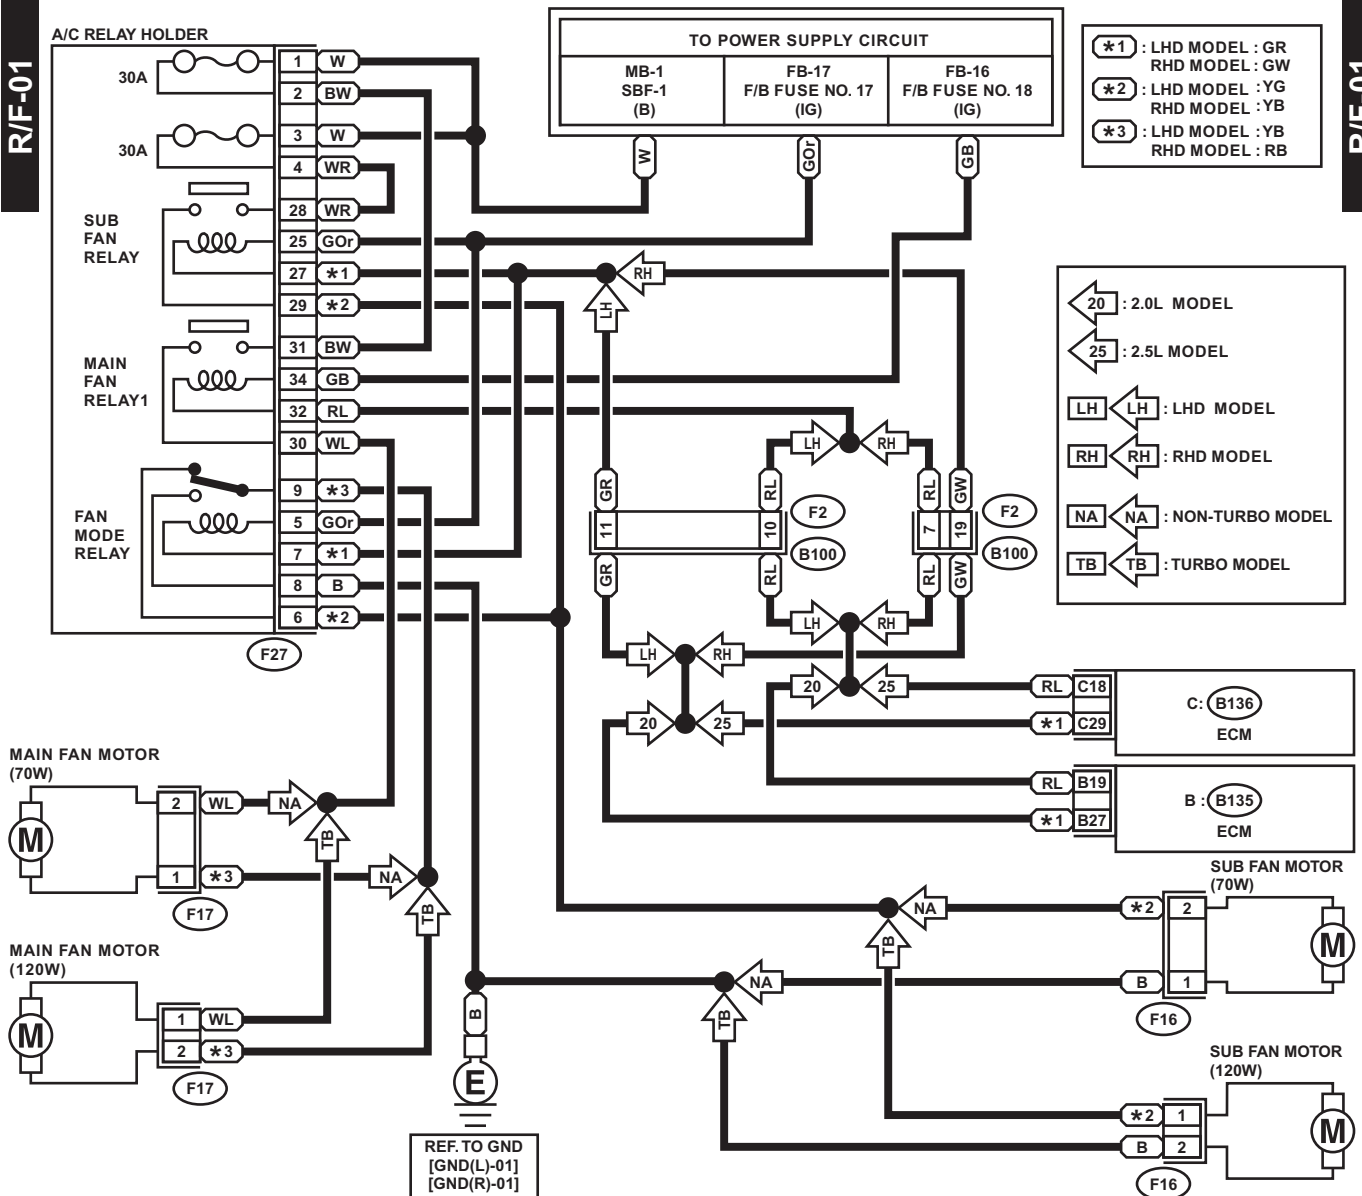 R/F-01
A/C RELAY HOLDER
30A
1 W
2 BW
30A
3 W
4 WR
SUB
FAN
RELAY
28 WR
25 GOr
27 *1
29 *2
MAIN
FAN
RELAY1
31 BW
34 GB
32 RL
30 WL
FAN
MODE
RELAY
9 *3
5 GOr
7 *1
8 B
6 *2
F27
TO POWER SUPPLY CIRCUIT
MB-1
SBF-1
(B)
FB-17
F/B FUSE NO. 17
(IG)
FB-16
F/B FUSE NO. 18
(IG)
W
GOr
GB
*1 : LHD MODEL : GR
RHD MODEL : GW
*2 : LHD MODEL : YG
RHD MODEL : YB
*3 : LHD MODEL : YB
RHD MODEL : RB
R/F-01
20 : 2.0L MODEL
25 : 2.5L MODEL
LH LH : LHD MODEL
RH RH : RHD MODEL
NA NA : NON-TURBO MODEL
TB TB : TURBO MODEL
RH
LH
LH RH
GR RL RL GW
11 10 F2 7 19 F2
B100 B100
GR RL RL GW
LH RH
LH RH
20 25
20 25
RL C18
*1 C29
C: B136
ECM
RL B19
*1 B27
B : B135
ECM
MAIN FAN MOTOR
(70W)
M
2 WL NA
TB
1 *3 NA
TB
F17
MAIN FAN MOTOR
(120W)
M
1 WL
2 *3
F17
B
E
REF. TO GND
[GND(L)-01]
[GND(R)-01]
SUB FAN MOTOR
(70W)
NA *2 2
TB
M
NA B 1
TB
F16
SUB FAN MOTOR
(120W)
*2 1
M
B 2
F16